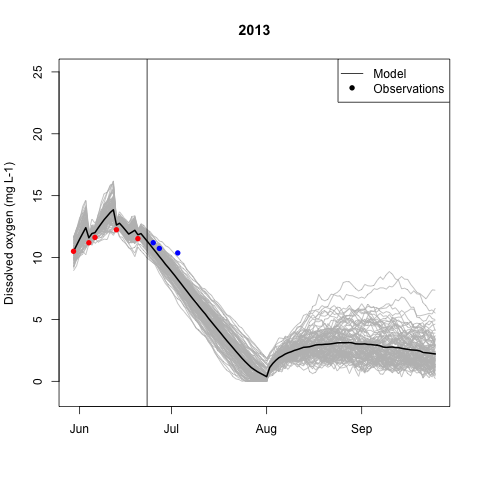 2013
Model
Observations
Dissolved oxygen (mg L-1)
25
20
15
10
5
0
Jun
Jul
Aug
Sep